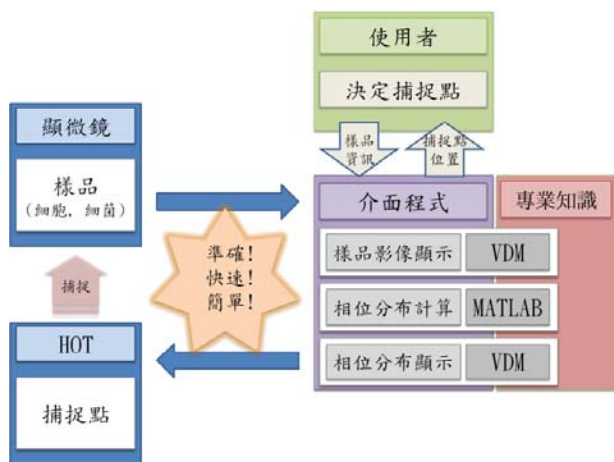 使用者
決定捕捉點
樣品
資訊
捕捉點
位置
顯微鏡
樣品
(細胞, 細菌)
捕捉
HOT
捕捉點
準確!
快速!
簡單!
介面程式
專業知識
樣品影像顯示
VDM
相位分布計算
MATLAB
相位分布顯示
VDM